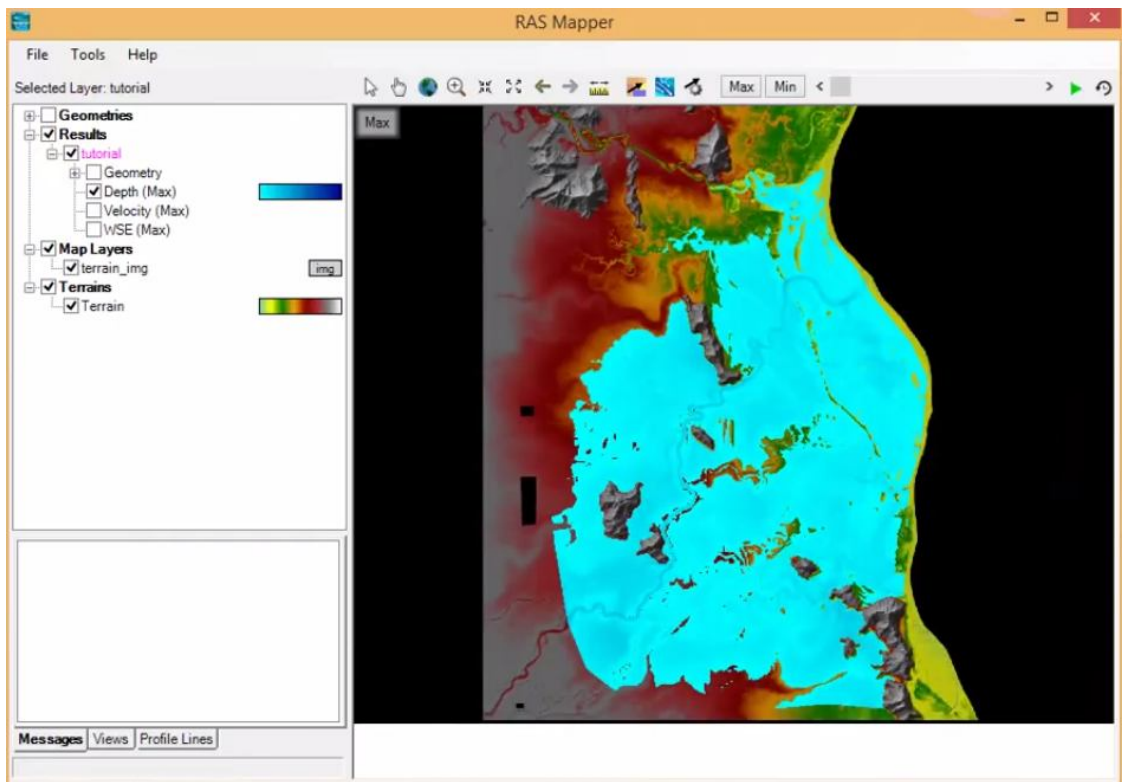 RAS Mapper
File Tools Help
Selected Layer: tutorial
Max Min
Geometries
Results
tutorial
Geometry
Depth (Max)
Velocity (Max)
WSE (Max)
Map Layers
terrain_img img
Terrains
Terrain
Max
Messages Views Profile Lines